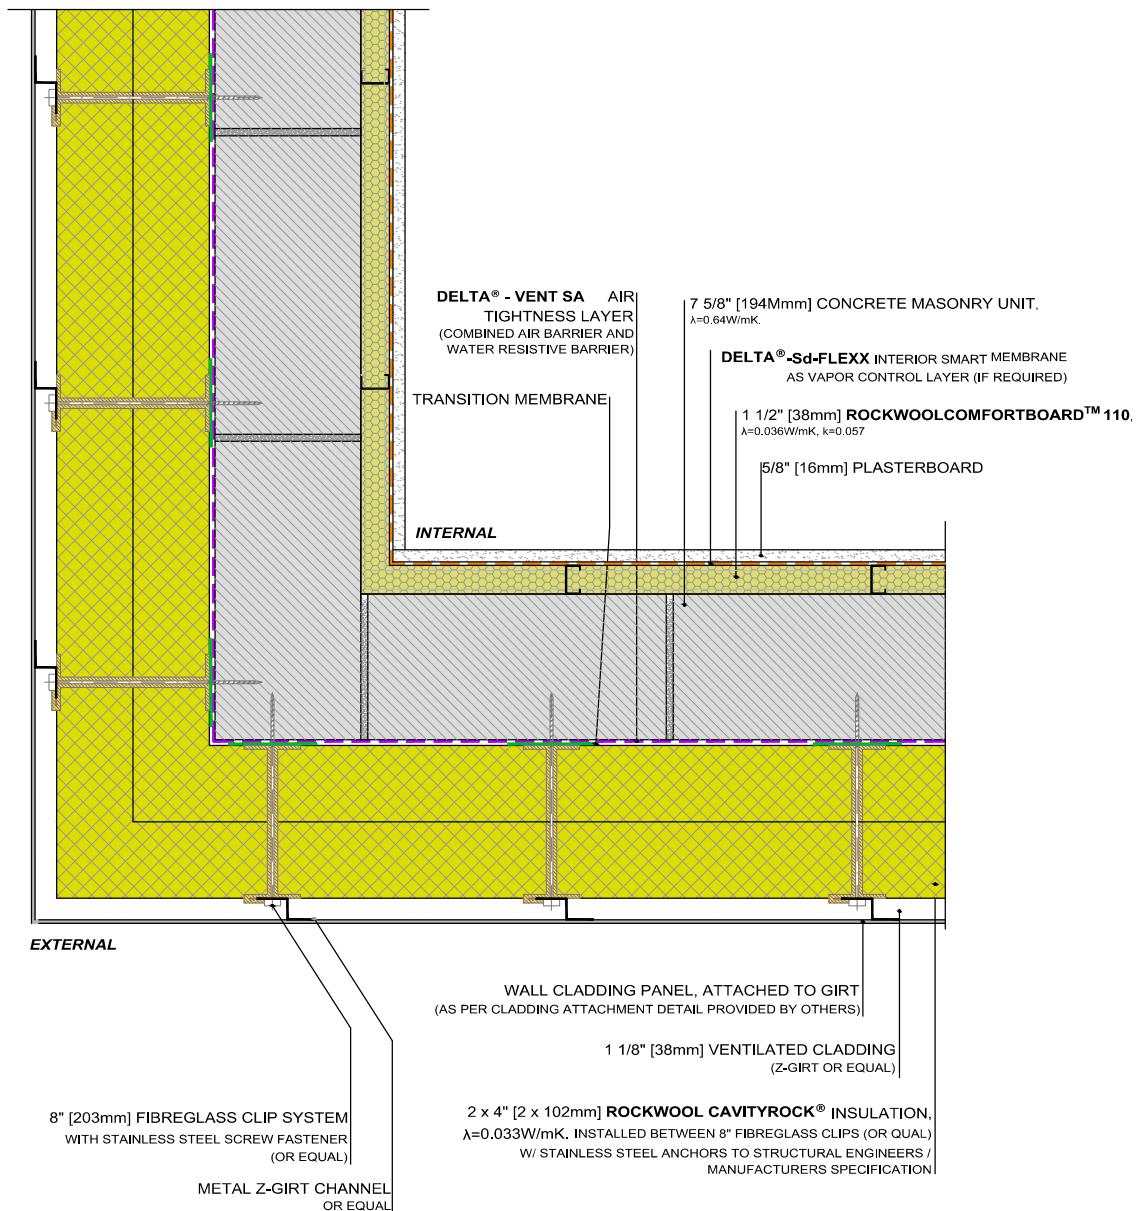 DELTA® - VENT SA AIR
TIGHTNESS LAYER
(COMBINED AIR BARRIER AND
WATER RESISTIVE BARRIER)
TRANSITION MEMBRANE
7 5/8" [194Mmm] CONCRETE MASONRY UNIT,
λ=0.64W/mK.
DELTA®-Sd-FLEXX INTERIOR SMART MEMBRANE
AS VAPOR CONTROL LAYER (IF REQUIRED)
1 1/2" [38mm] ROCKWOOLCOMFORTBOARD™ 110,
λ=0.036W/mK, k=0.057
5/8" [16mm] PLASTERBOARD
INTERNAL
EXTERNAL
WALL CLADDING PANEL, ATTACHED TO GIRT
(AS PER CLADDING ATTACHMENT DETAIL PROVIDED BY OTHERS)
1 1/8" [38mm] VENTILATED CLADDING
(Z-GIRT OR EQUAL)
8" [203mm] FIBREGLASS CLIP SYSTEM
WITH STAINLESS STEEL SCREW FASTENER
(OR EQUAL)
METAL Z-GIRT CHANNEL
OR EQUAL
2 x 4" [2 x 102mm] ROCKWOOL CAVITYROCK® INSULATION,
λ=0.033W/mK. INSTALLED BETWEEN 8" FIBREGLASS CLIPS (OR QUAL)
W/ STAINLESS STEEL ANCHORS TO STRUCTURAL ENGINEERS /
MANUFACTURERS SPECIFICATION